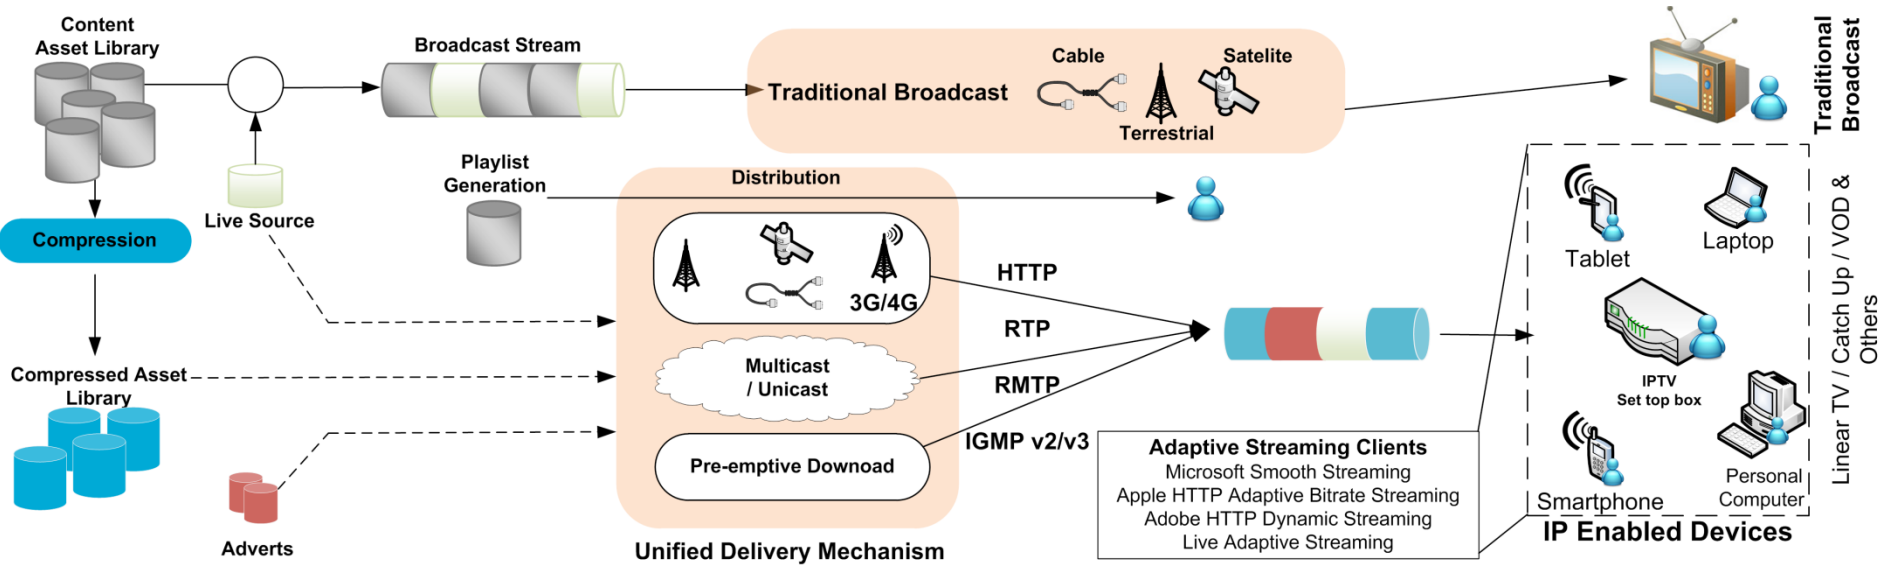 Content
Asset Library
Broadcast Stream
Traditional Broadcast
Cable
Satelite
Terrestrial
Traditional
Broadcast
Playlist
Generation
Distribution
Live Source
Compression
3G/4G
HTTP
RTP
RMTP
IGMP v2/v3
Multicast
/ Unicast
Pre-emptive Downoad
Compressed Asset
Library
Adverts
Unified Delivery Mechanism
Adaptive Streaming Clients
Microsoft Smooth Streaming
Apple HTTP Adaptive Bitrate Streaming
Adobe HTTP Dynamic Streaming
Live Adaptive Streaming
Tablet
Laptop
IPTV
Set top box
Smartphone
Personal
Computer
IP Enabled Devices
Linear TV / Catch Up / VOD &
Others